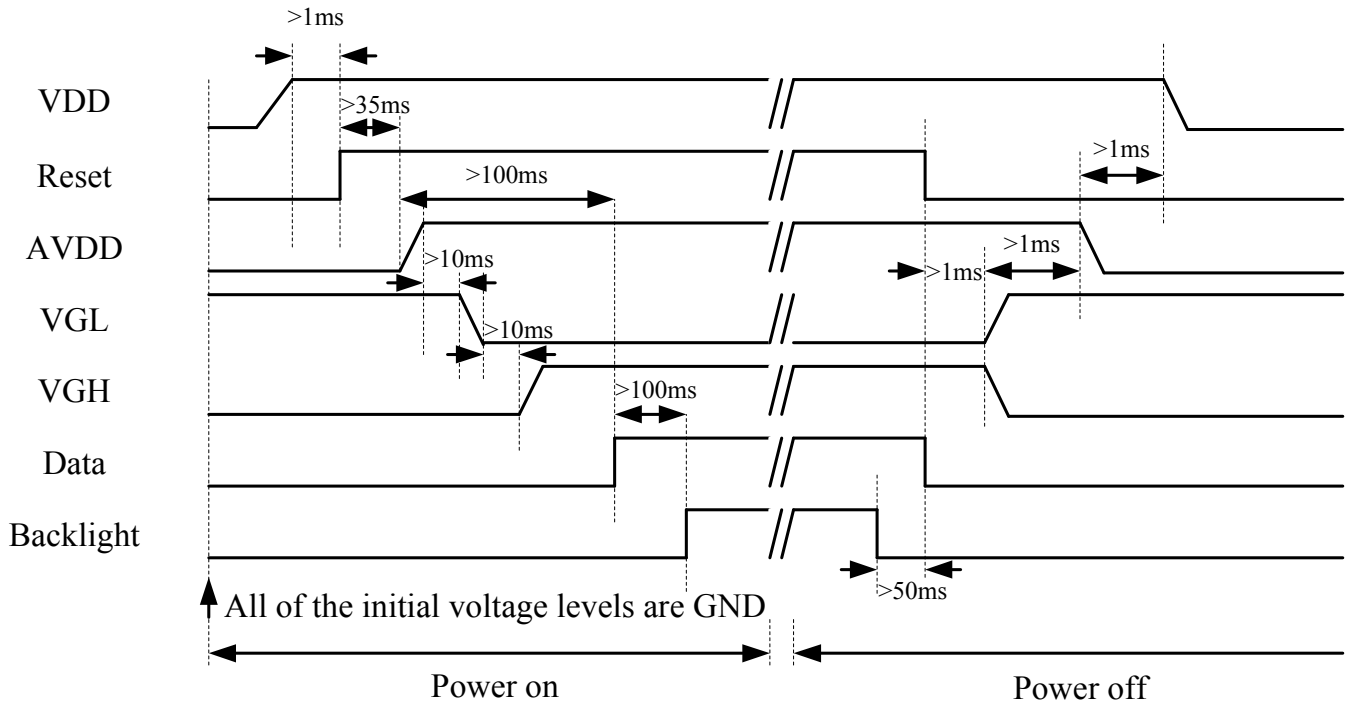 >1ms
VDD
>35ms
Reset
>100ms
>1ms
AVDD
>10ms
>1ms
>1ms
VGL
>10ms
VGH
>100ms
Data
Backlight
>50ms
All of the initial voltage levels are GND
Power on
Power off